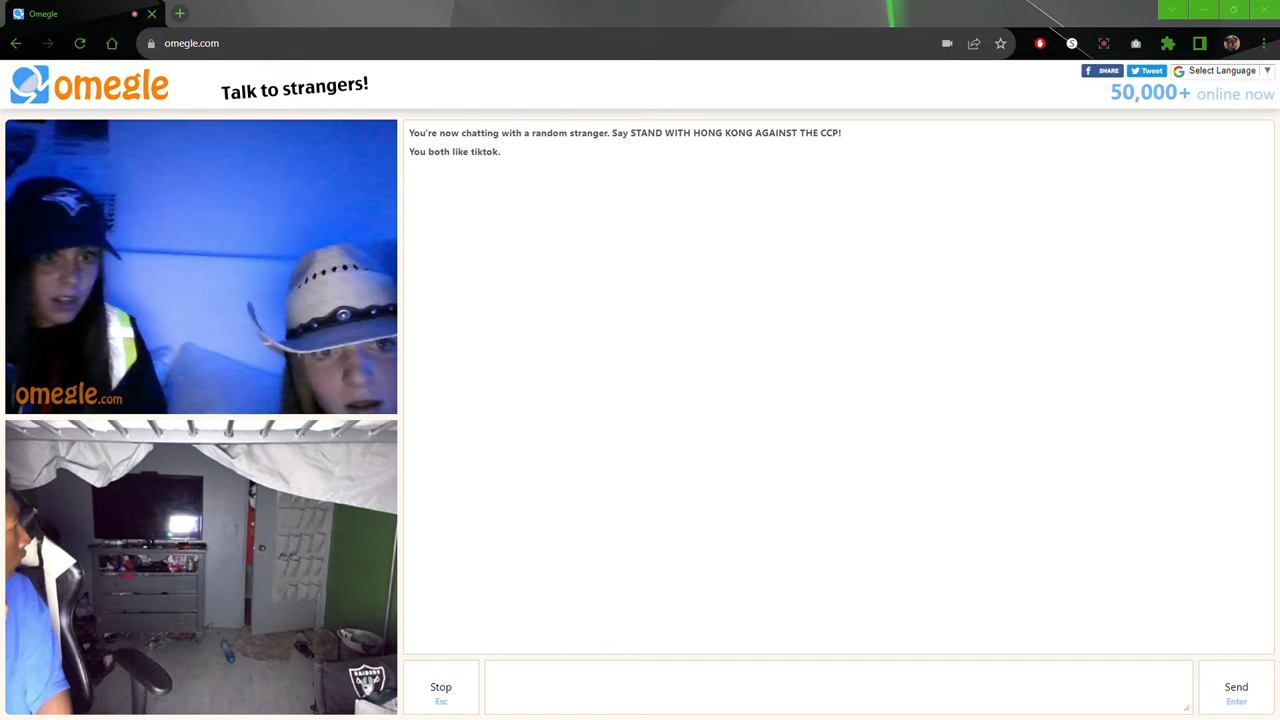 Omegle
omegle.com
omegle
Talk to strangers!
SHARE
Tweet
Select Language
50,000+ online now
You're now chatting with a random stranger. Say STAND WITH HONG KONG AGAINST THE CCP!
You both like tiktok.
omegle.com
RAIDERS
Stop
Esc
Send
Enter